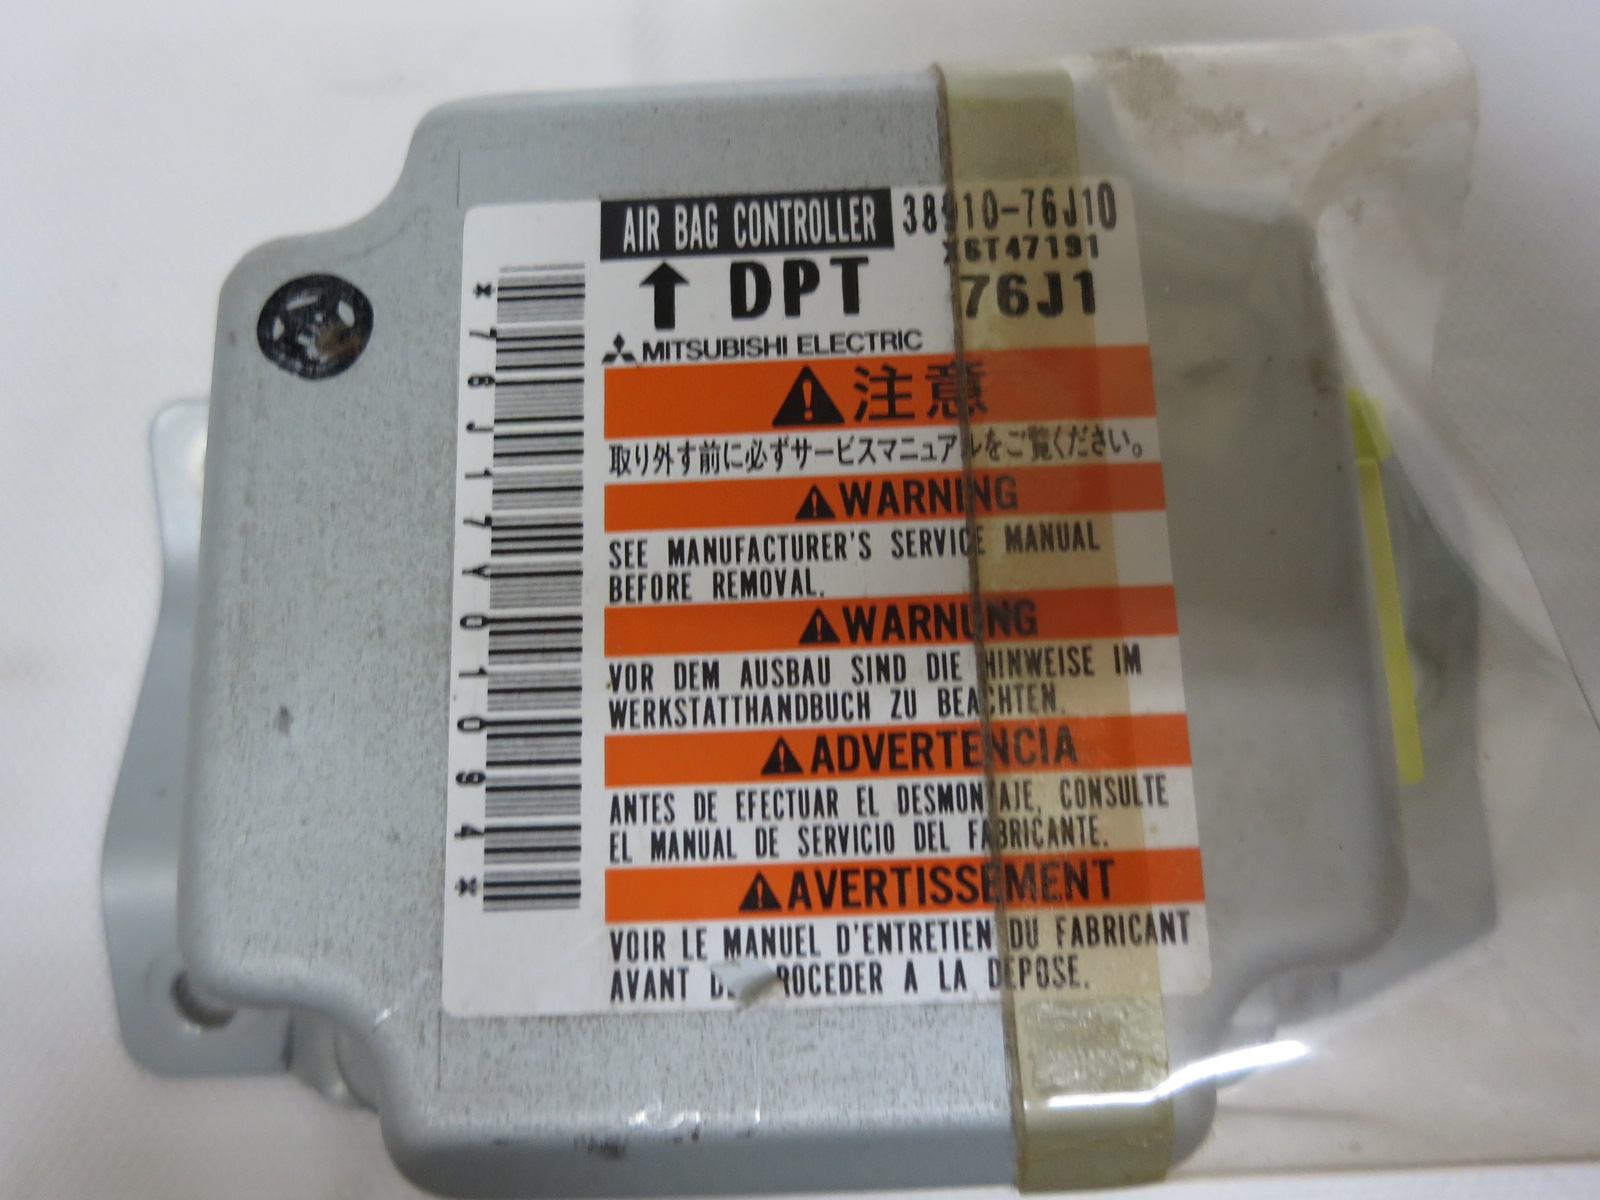 AIR BAG CONTROLLER 38910-76J10
X6T47191
DPT 76J1
MITSUBISHI ELECTRIC
注意
取り外す前に必ずサービスマニュアルをご覧ください。
WARNING
SEE MANUFACTURER'S SERVICE MANUAL
BEFORE REMOVAL.
WARNUNG
VOR DEM AUSBAU SIND DIE HINWEISE IM
WERKSTATTHANDBUCH ZU BEACHTEN.
ADVERTENCIA
ANTES DE EFECTUAR EL DESMONTAJE, CONSULTE
EL MANUAL DE SERVICIO DEL FABRICANTE.
AVERTISSEMENT
VOIR LE MANUEL D'ENTRETIEN DU FABRICANT
AVANT A LA DEPOSE.
*76J177Y01094*